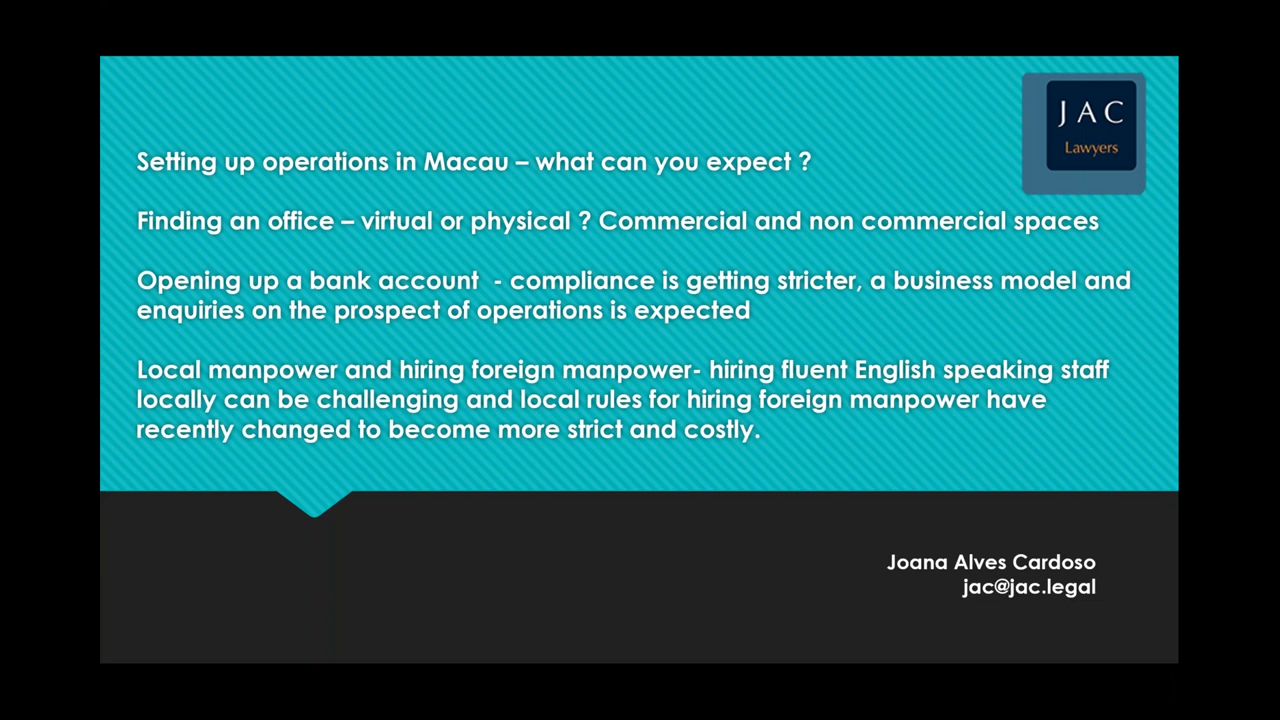 JAC
Lawyers
Setting up operations in Macau – what can you expect ?
Finding an office – virtual or physical ? Commercial and non commercial spaces
Opening up a bank account  - compliance is getting stricter, a business model and
enquiries on the prospect of operations is expected
Local manpower and hiring foreign manpower- hiring fluent English speaking staff
locally can be challenging and local rules for hiring foreign manpower have
recently changed to become more strict and costly.
Joana Alves Cardoso
jac@jac.legal